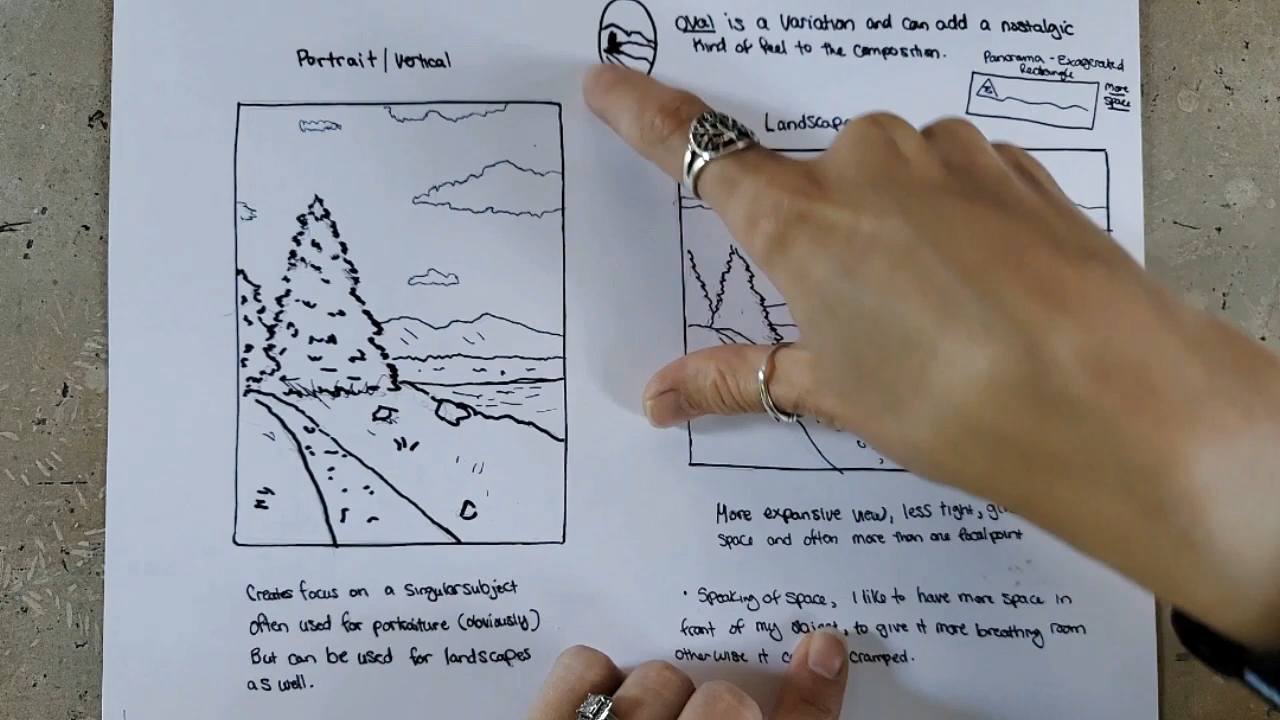 Oval is a variation and can add a nostalgic
kind of feel to the composition.
Portrait/Vertical
Panorama - Exagerated
Rectangle
More
Space
Landscape
More expansive view, less tight,
space and often more than one focal point
Creates focus on a singular subject
often used for portraiture (obviously)
But can be used for landscapes
as well.
• Speaking of space, I like to have more space in
front of my subject, to give it more breathing room
otherwise it cramped.